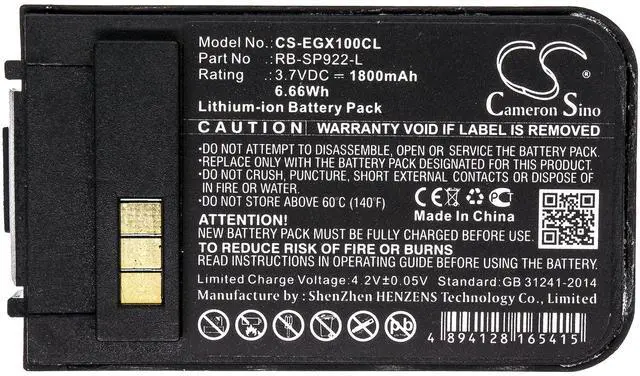 Model No.:CS-EGX100CL
Part No :RB-SP922-L
Rating :3.7VDC 1800mAh
6.66Wh
Lithium-ion Battery Pack
CS
Cameron Sino
CAUTION WARRANTY VOID IF LABEL IS REMOVED
•DO NOT ATTEMPT TO DISASSEMBLE, OPEN OR SERVICE THE BATTERY PACK.
•REPLACE ONLY WITH THE BATTERY PACK DESIGNATED FOR THIS PRODUCT.
•DO NOT CRUSH, PUNCTURE, SHORT EXTERNAL CONTACTS OR DISPOSE OF
IN FIRE OR WATER.
•DO NOT STORE ABOVE 60℃ (140℉)
CE PC
Made In China
ATTENTION!
NEW BATTERY PACK MUST BE FULLY CHARGED BEFORE USE.
TO REDUCE RISK OF FIRE OR BURNS
READ INSTRUCTIONS IN OPERATING GUIDE BEFORE USING BATTERY PACK.
Limited Charge Voltage:4.2V±0.05V Standard:GB 31241-2014
Manufacture by : ShenZhen HENZENS Technology Co.,Limited
Pb
4 894128 165415